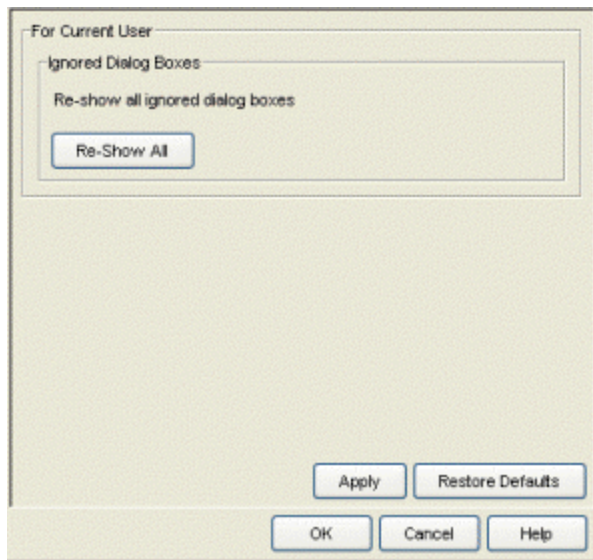 For Current User
Ignored Dialog Boxes
Re-show all ignored dialog boxes
Re-Show All
Apply
Restore Defaults
OK
Cancel
Help